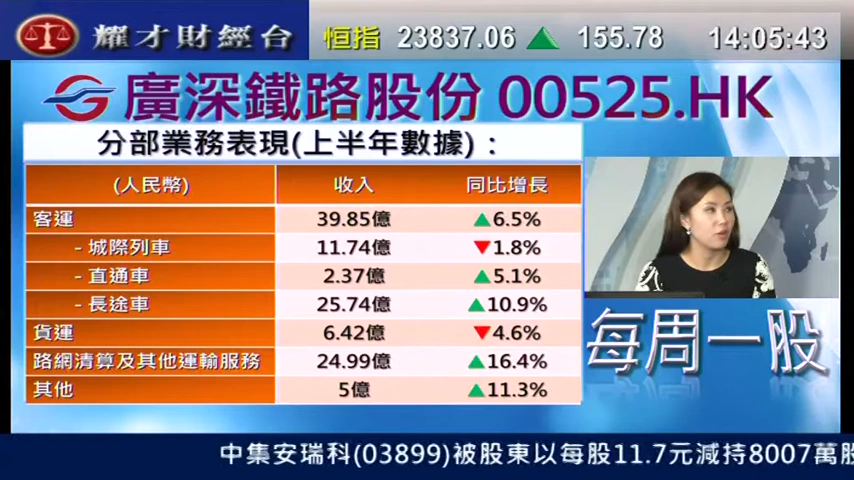 耀才財經台
恒指 23837.06 ▲ 155.78 14:05:43
廣深鐵路股份 00525.HK
分部業務表現(上半年數據)：
(人民幣) 收入 同比增長
客運 39.85億 ▲6.5%
- 城際列車 11.74億 ▼1.8%
- 直通車 2.37億 ▲5.1%
- 長途車 25.74億 ▲10.9%
貨運 6.42億 ▼4.6%
路網清算及其他運輸服務 24.99億 ▲16.4%
其他 5億 ▲11.3%
每周一股
中集安瑞科(03899)被股東以每股11.7元減持8007萬股